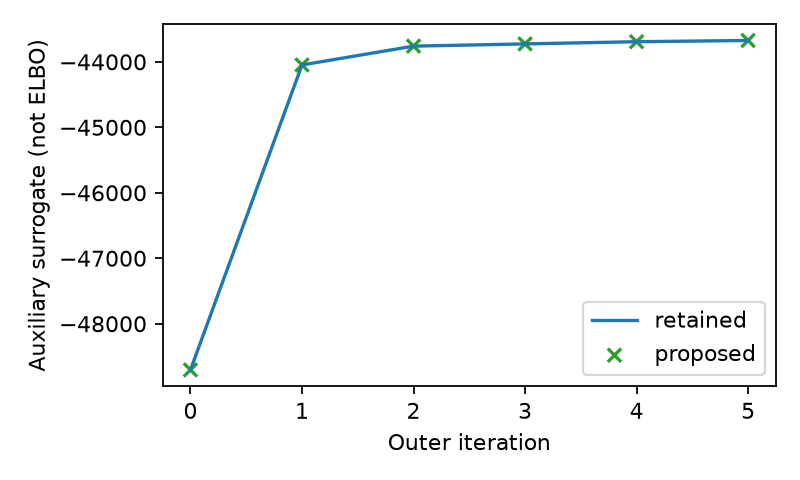 Auxiliary surrogate (not ELBO)
−44000
−45000
−46000
−47000
−48000
retained
proposed
0 1 2 3 4 5
Outer iteration